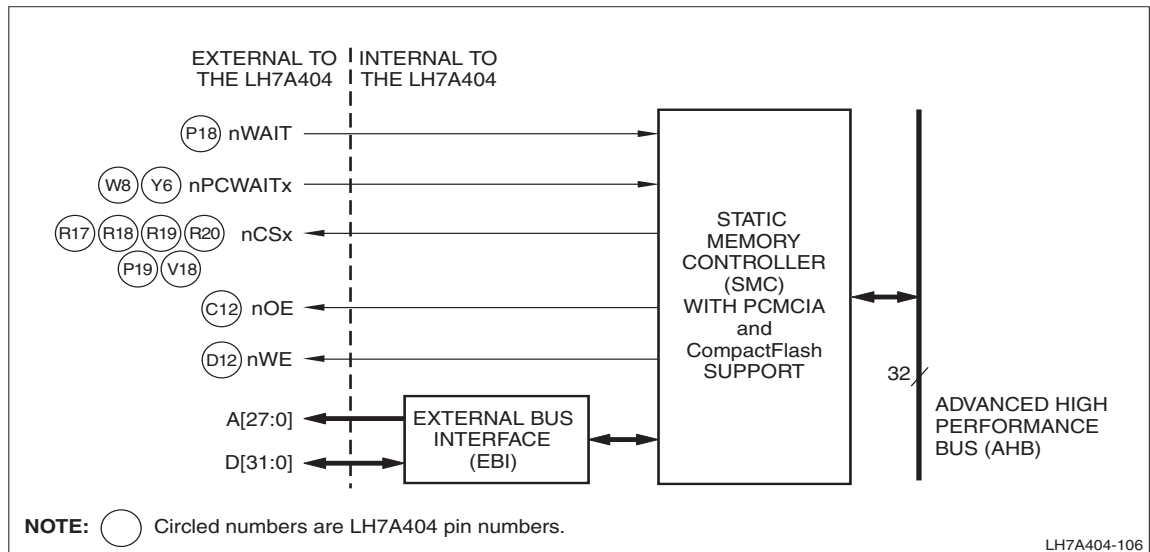 EXTERNAL TO
THE LH7A404
INTERNAL TO
THE LH7A404
P18 nWAIT
W8 Y6 nPCWAITx
R17 R18 R19 R20 nCSx
P19 V18
C12 nOE
D12 nWE
A[27:0]
D[31:0]
EXTERNAL BUS
INTERFACE
(EBI)
STATIC
MEMORY
CONTROLLER
(SMC)
WITH PCMCIA
and
CompactFlash
SUPPORT
32
ADVANCED HIGH
PERFORMANCE
BUS (AHB)
NOTE: Circled numbers are LH7A404 pin numbers.
LH7A404-106